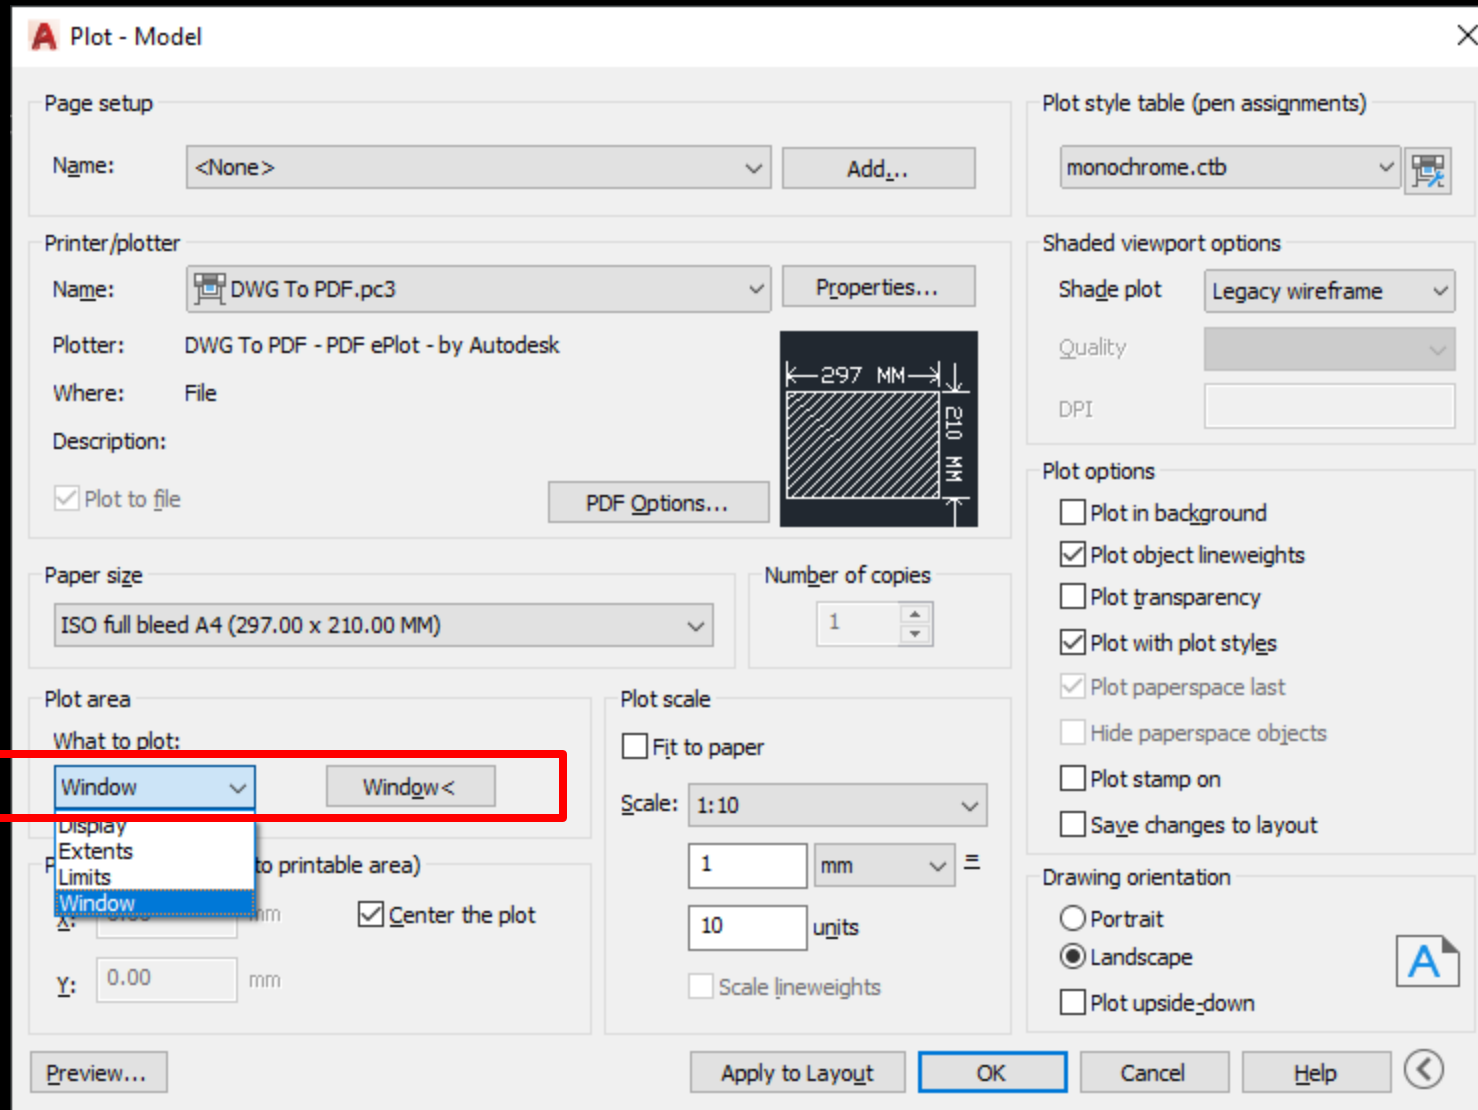 Plot - Model
Page setup
Name:
<None>
Add...
Plot style table (pen assignments)
monochrome.ctb
Printer/plotter
Name:
DWG To PDF.pc3
Properties...
Plotter:
DWG To PDF - PDF ePlot - by Autodesk
Where:
File
Description:
Plot to file
PDF Options...
297 MM
210 MM
Shaded viewport options
Shade plot
Legacy wireframe
Quality
DPI
Paper size
ISO full bleed A4 (297.00 x 210.00 MM)
Number of copies
1
Plot options
Plot in background
Plot object lineweights
Plot transparency
Plot with plot styles
Plot paperspace last
Hide paperspace objects
Plot stamp on
Save changes to layout
Plot area
What to plot:
Window
Window<
Display
Extents
Limits
Window
to printable area)
X:
mm
Center the plot
Y:
0.00
mm
Plot scale
Fit to paper
Scale:
1:10
1
mm
=
10
units
Scale lineweights
Drawing orientation
Portrait
Landscape
Plot upside-down
A
Preview...
Apply to Layout
OK
Cancel
Help